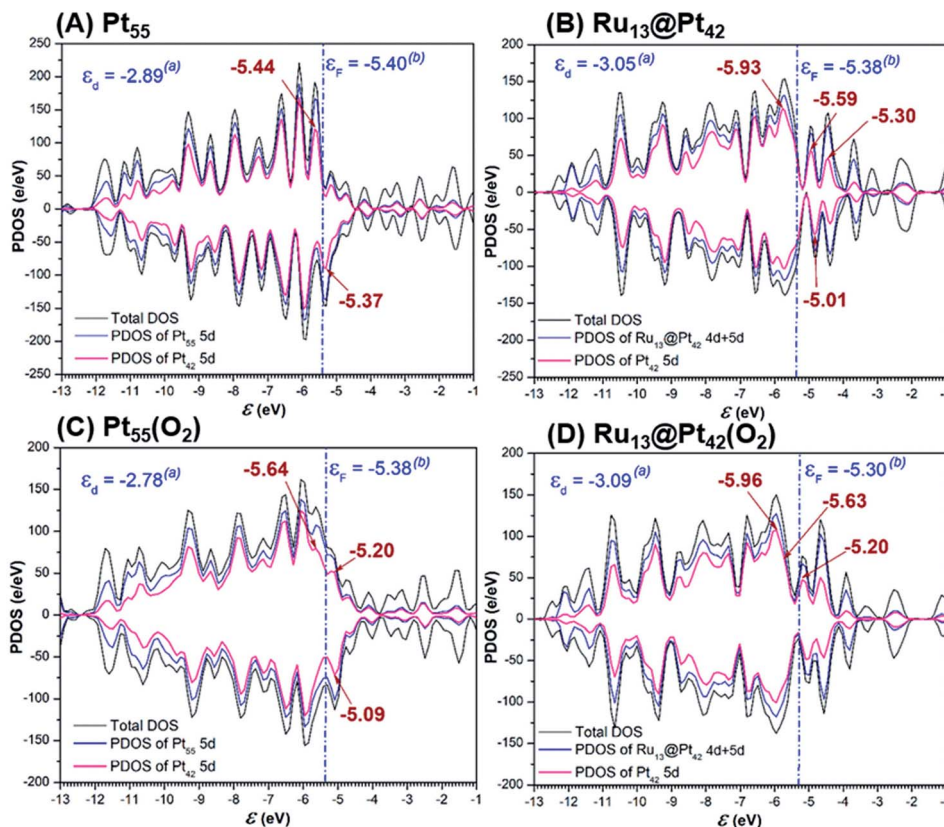 (A) Pt₅₅
(B) Ru₁₃@Pt₄₂
250
200
150
100
50
0
-50
-100
-150
-200
-250
PDOS (e/eV)
ε_d = -2.89⁽ᵃ⁾
-5.44
ε_F = -5.40⁽ᵇ⁾
-5.37
Total DOS
PDOS of Pt₅₅ 5d
PDOS of Pt₄₂ 5d
-13 -12 -11 -10 -9 -8 -7 -6 -5 -4 -3 -2 -1
ε (eV)
250
200
150
100
50
0
-50
-100
-150
-200
-250
PDOS (e/eV)
ε_d = -3.05⁽ᵃ⁾
-5.93
ε_F = -5.38⁽ᵇ⁾
-5.59
-5.30
-5.01
Total DOS
PDOS of Ru₁₃@Pt₄₂ 4d+5d
PDOS of Pt₄₂ 5d
-13 -12 -11 -10 -9 -8 -7 -6 -5 -4 -3 -2 -1
ε (eV)
(C) Pt₅₅(O₂)
(D) Ru₁₃@Pt₄₂(O₂)
200
150
100
50
0
50
-100
-150
-200
PDOS (e/eV)
ε_d = -2.78⁽ᵃ⁾
-5.64
ε_F = -5.38⁽ᵇ⁾
-5.20
-5.09
Total DOS
PDOS of Pt₅₅ 5d
PDOS of Pt₄₂ 5d
-13 -12 -11 -10 -9 -8 -7 -6 -5 -4 -3 -2 -1
ε (eV)
200
150
100
50
0
-50
-100
-150
-200
PDOS (e/eV)
ε_d = -3.09⁽ᵃ⁾
-5.96
ε_F = -5.30⁽ᵇ⁾
-5.63
-5.20
Total DOS
PDOS of Ru₁₃@Pt₄₂ 4d+5d
PDOS of Pt₄₂ 5d
-13 -12 -11 -10 -9 -8 -7 -6 -5 -4 -3 -2
ε (eV)